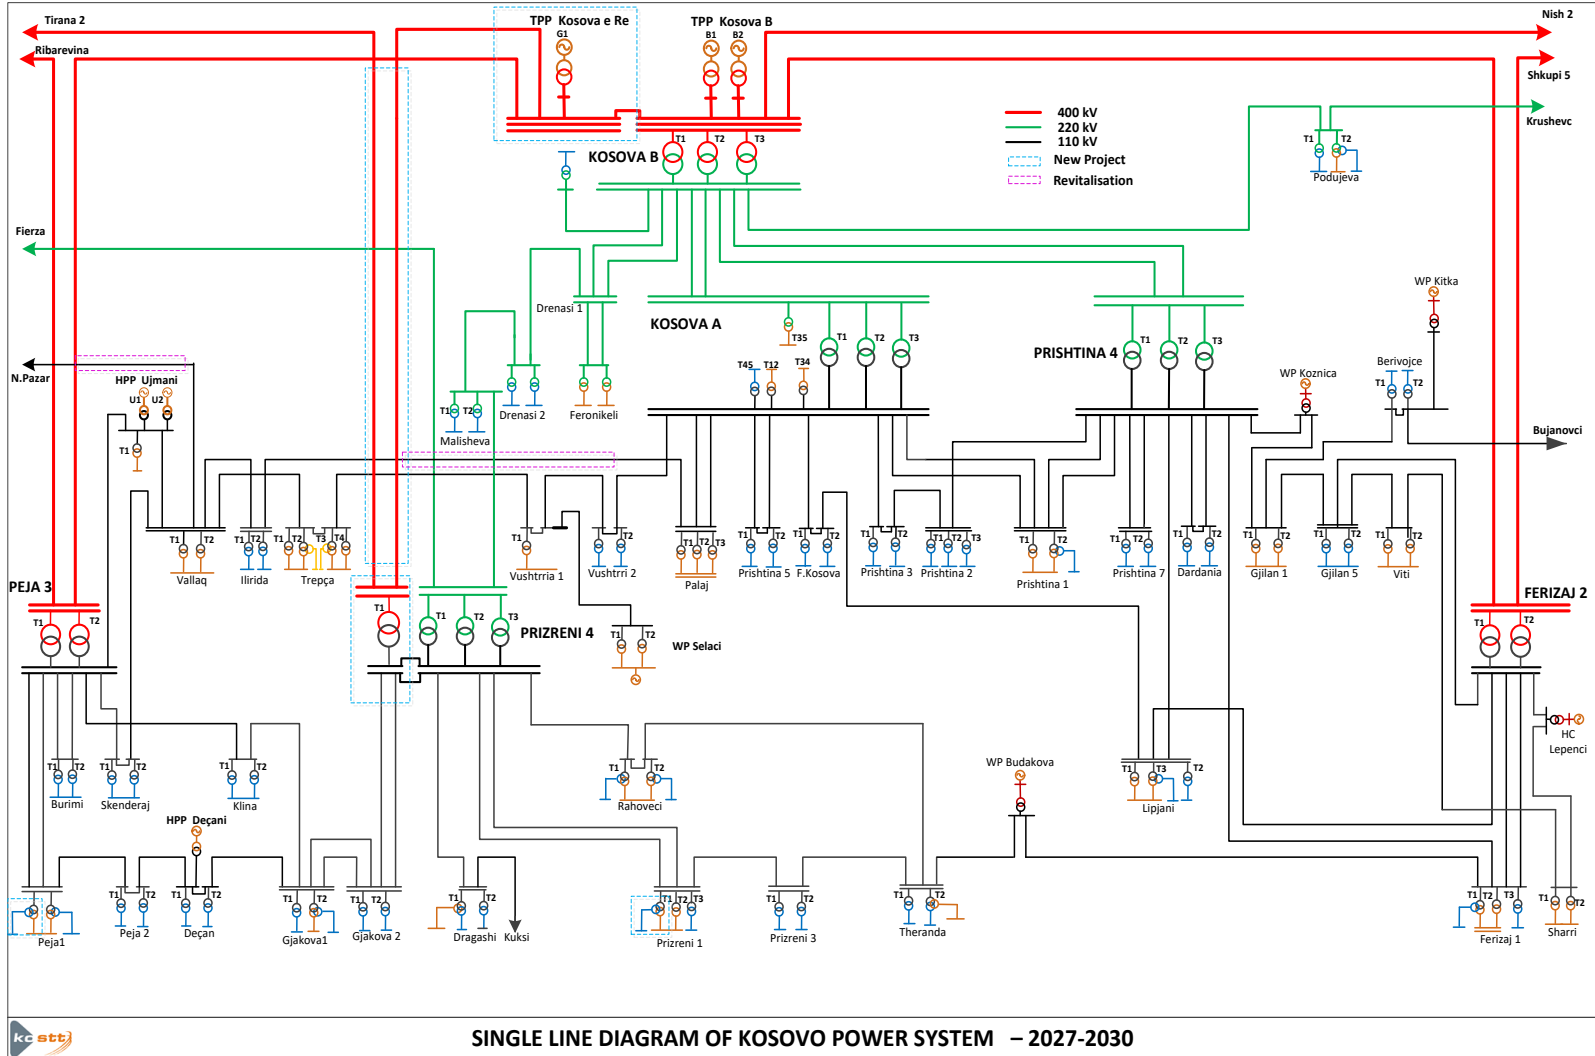 Tirana 2
TPP Kosova e Re
G1
TPP Kosova B
B1
B2
Nish 2
Ribarevina
Shkupi 5
400 kV
220 kV
110 kV
New Project
Revitalisation
Krushevc
T1
T2
Podujeva
T1
T2
T3
KOSOVA B
Fierza
Drenasi 1
KOSOVA A
T35
T1
T2
T3
PRISHTINA 4
T1
T2
T3
WP Kitka
N.Pazar
HPP Ujmani
U1
U2
T1
T45
T12
T34
WP Koznica
Berivojce
T1
T2
Bujanovci
T1
T2
Malisheva
Drenasi 2
Feronikeli
T1
T2
Vallaq
T1
T2
Ilirida
T1
T2
T3
T4
Trepça
T1
Vushtrria 1
T1
T2
Vushtrri 2
T1
T2
T3
Palaj
T1
T2
Prishtina 5
T1
T2
F.Kosova
T1
T2
Prishtina 3
T1
T2
T3
Prishtina 2
T1
T2
Prishtina 1
T1
T2
Prishtina 7
T1
T2
Dardania
T1
T2
Gjilan 1
T1
T2
Gjilan 5
T1
T2
Viti
PEJA 3
T1
T2
T1
T1
T2
T3
PRIZRENI 4
T1
T2
WP Selaci
FERIZAJ 2
T1
T2
HC
Lepenci
T1
T2
Burimi
T1
T2
Skenderaj
T1
T2
Klina
T1
T2
Rahoveci
WP Budakova
T1
T3
T2
Lipjani
HPP Deçani
Peja1
T1
T2
Peja 2
T1
T2
Deçan
T1
T2
Gjakova1
T1
T2
Gjakova 2
T1
T2
Dragashi
Kuksi
T1
T2
T3
Prizreni 1
T1
T2
Prizreni 3
T1
T2
Theranda
T1
T2
T3
Ferizaj 1
T1
T2
Sharri
kostt
SINGLE LINE DIAGRAM OF KOSOVO POWER SYSTEM – 2027-2030